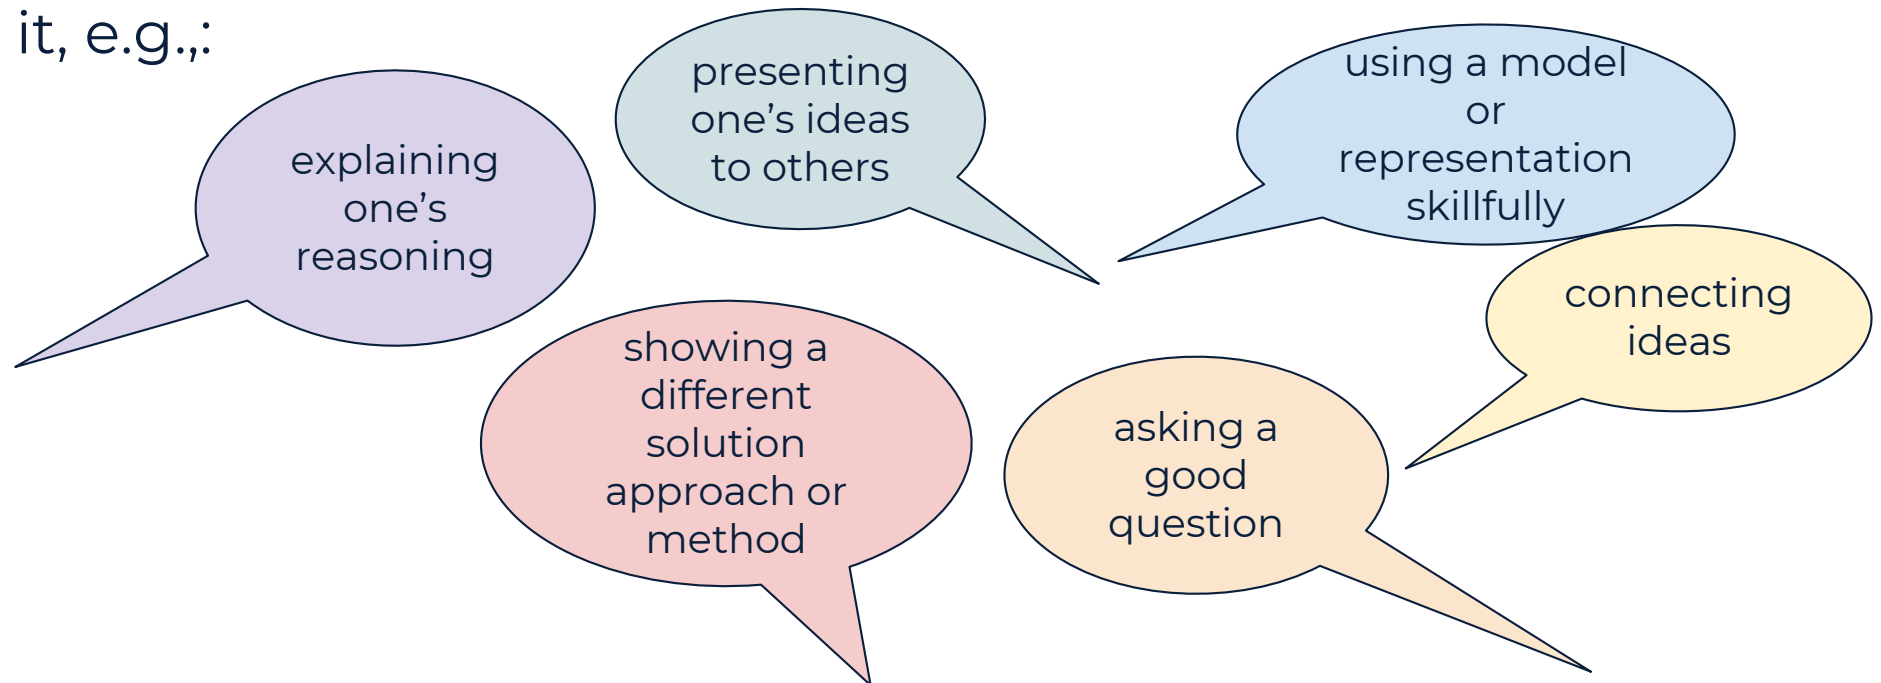 it, e.g.,:
explaining
one’s
reasoning
presenting
one’s ideas
to others
using a model
or
representation
skillfully
showing a
different
solution
approach or
method
asking a
good
question
connecting
ideas